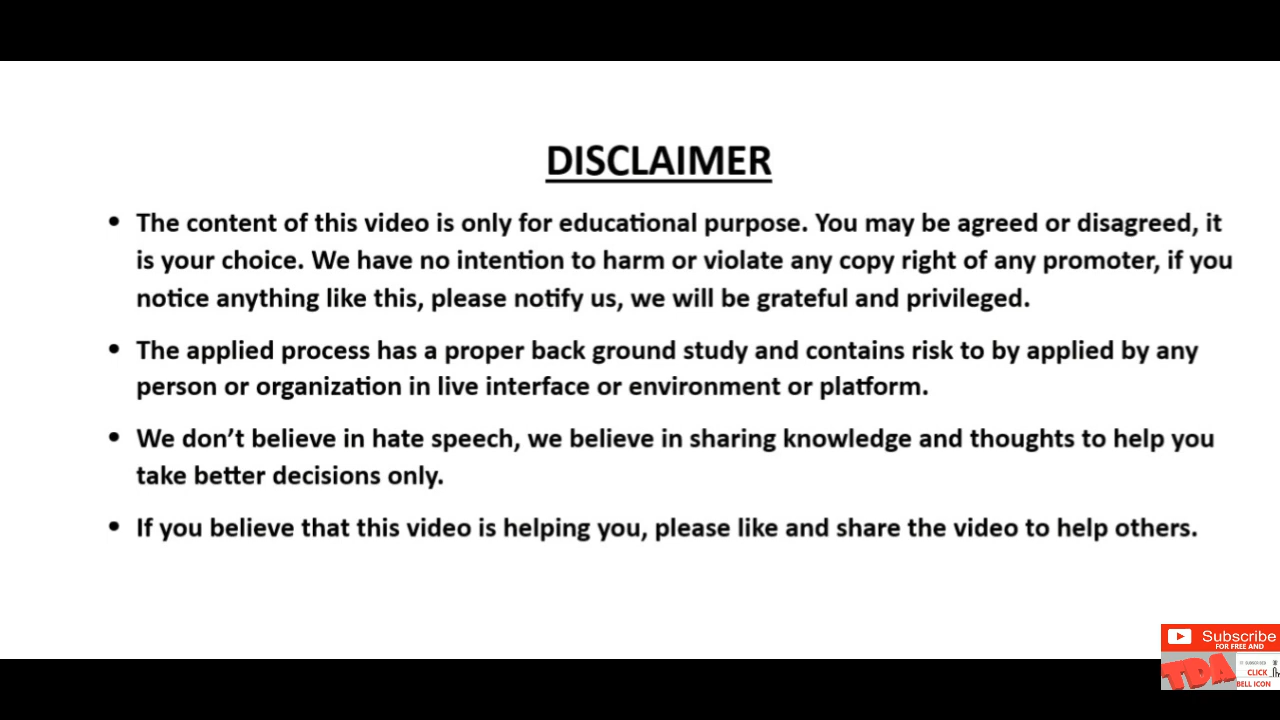 DISCLAIMER
• The content of this video is only for educational purpose. You may be agreed or disagreed, it
is your choice. We have no intention to harm or violate any copy right of any promoter, if you
notice anything like this, please notify us, we will be grateful and privileged.
• The applied process has a proper back ground study and contains risk to by applied by any
person or organization in live interface or environment or platform.
• We don’t believe in hate speech, we believe in sharing knowledge and thoughts to help you
take better decisions only.
• If you believe that this video is helping you, please like and share the video to help others.
Subscribe
FOR FREE AND
TDA
SUBSCRIBED
CLICK
BELL ICON